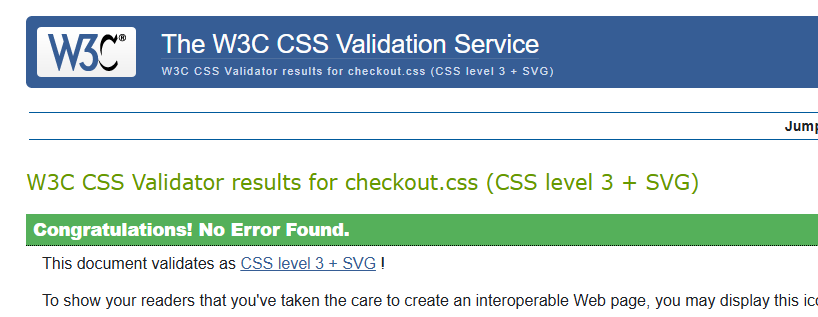 W3C®
The W3C CSS Validation Service
W3C CSS Validator results for checkout.css (CSS level 3 + SVG)
Jump
W3C CSS Validator results for checkout.css (CSS level 3 + SVG)
Congratulations! No Error Found.
This document validates as CSS level 3 + SVG !
To show your readers that you've taken the care to create an interoperable Web page, you may display this ico